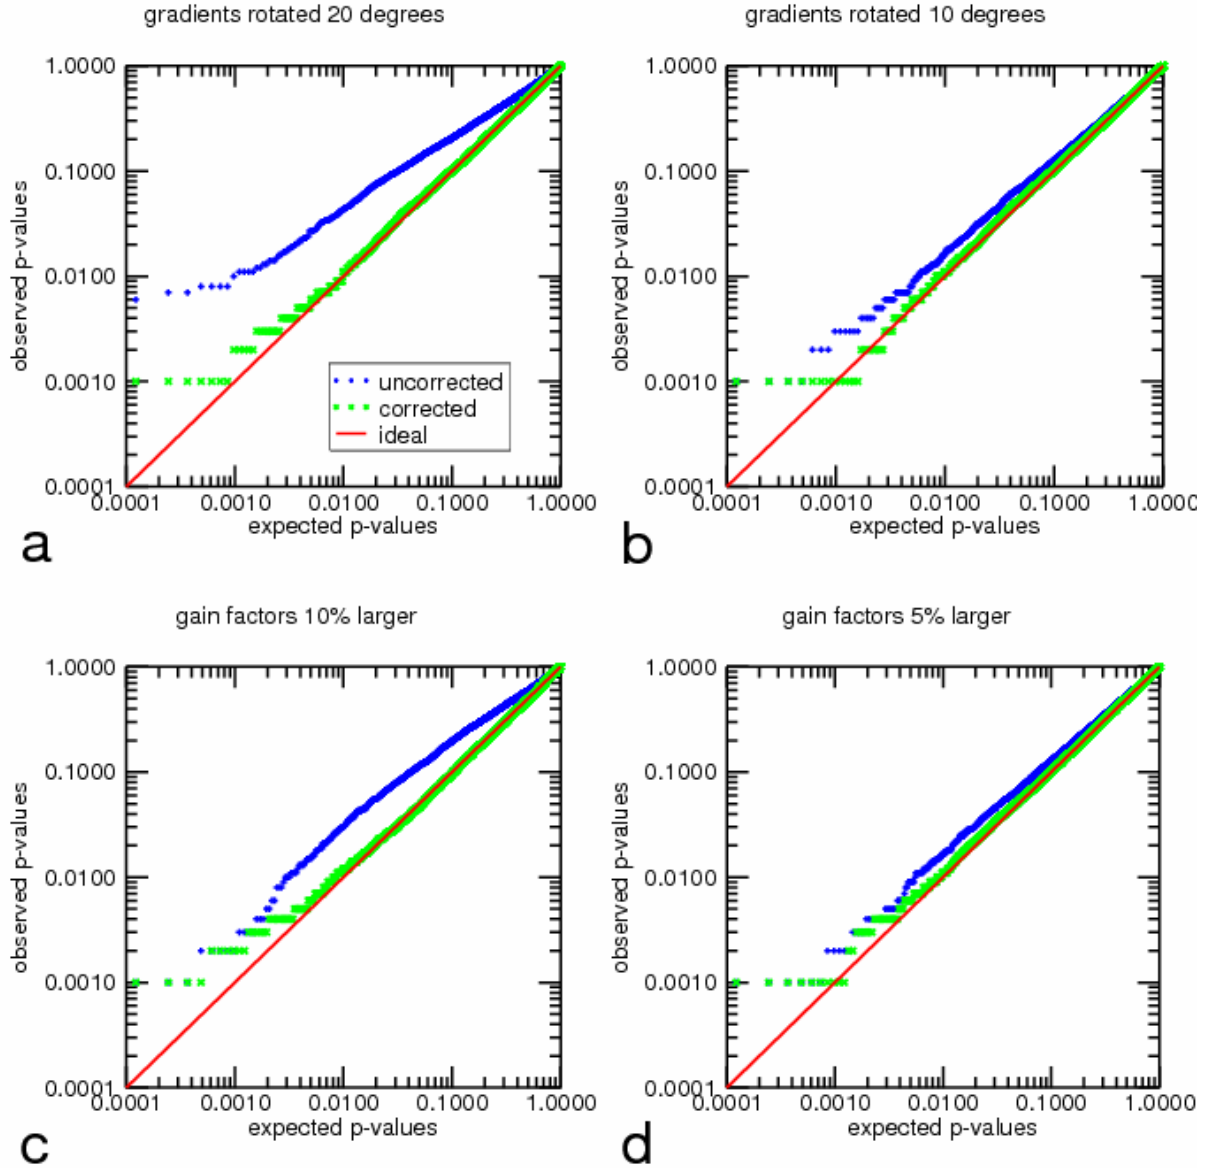 gradients rotated 20 degrees
1.0000
0.1000
0.0100
0.0010
0.0001
observed p-values
uncorrected
corrected
ideal
0.0001 0.0010 0.0100 0.1000 1.0000
expected p-values
a
gradients rotated 10 degrees
1.0000
0.1000
0.0100
0.0010
0.0001
observed p-values
0.0001 0.0010 0.0100 0.1000 1.0000
expected p-values
b
gain factors 10% larger
1.0000
0.1000
0.0100
0.0010
0.0001
observed p-values
0.0001 0.0010 0.0100 0.1000 1.0000
expected p-values
c
gain factors 5% larger
1.0000
0.1000
0.0100
0.0010
0.0001
observed p-values
0.0001 0.0010 0.0100 0.1000 1.0000
expected p-values
d